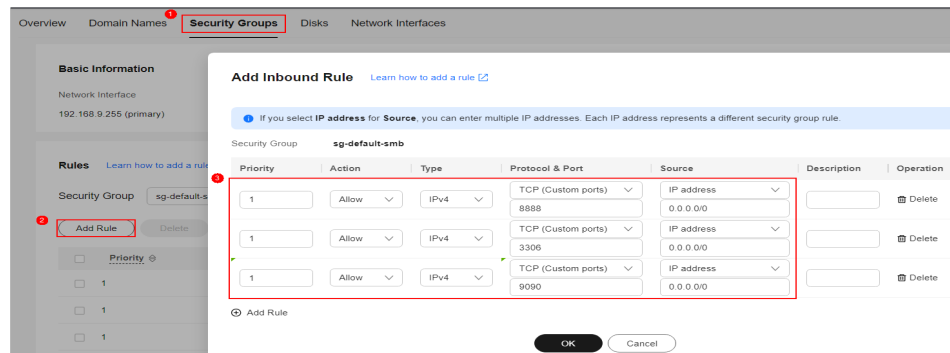 Overview Domain Names Security Groups Disks Network Interfaces
1
Basic Information
Network Interface
192.168.9.255 (primary)
Rules Learn how to add a rule
Security Group sg-default-s
2
Add Rule Delete
Priority
1
1
1
Add Inbound Rule Learn how to add a rule
If you select IP address for Source, you can enter multiple IP addresses. Each IP address represents a different security group rule.
Security Group sg-default-smb
Priority Action Type Protocol & Port Source Description Operation
3
1 Allow IPv4 TCP (Custom ports) IP address Delete
8888 0.0.0.0/0
1 Allow IPv4 TCP (Custom ports) IP address Delete
3306 0.0.0.0/0
1 Allow IPv4 TCP (Custom ports) IP address Delete
9090 0.0.0.0/0
Add Rule
OK Cancel